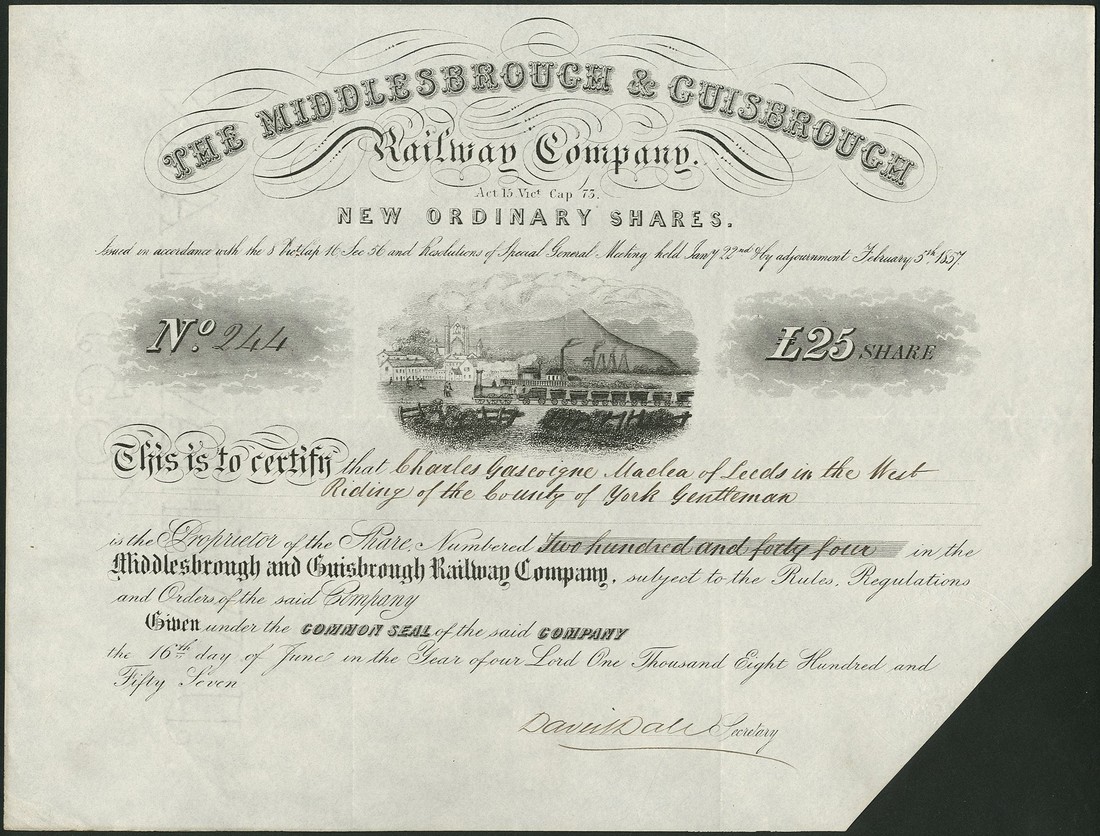 THE MIDDLESBROUGH & GUISBROUGH
Railway Company.
Act 15 Vict Cap 73.
NEW ORDINARY SHARES.
Issued in accordance with the 8 Vic: Cap 16 Sec 56 and Resolutions of Special General Meeting held Jany 22nd & by adjournment February 5th, 1857.
No. 244
£25 SHARE
This is to certify that Charles Gascoigne Maclea of Leeds in the West
Riding of the County of York Gentleman
is the Proprietor of the Share, Numbered Two hundred and forty four in the
Middlesbrough and Guisbrough Railway Company, subject to the Rules, Regulations
and Orders, of the said Company
Given under the COMMON SEAL of the said COMPANY
the 16th day of June in the Year of our Lord One Thousand Eight Hundred and
Fifty Seven
David Dale Secretary